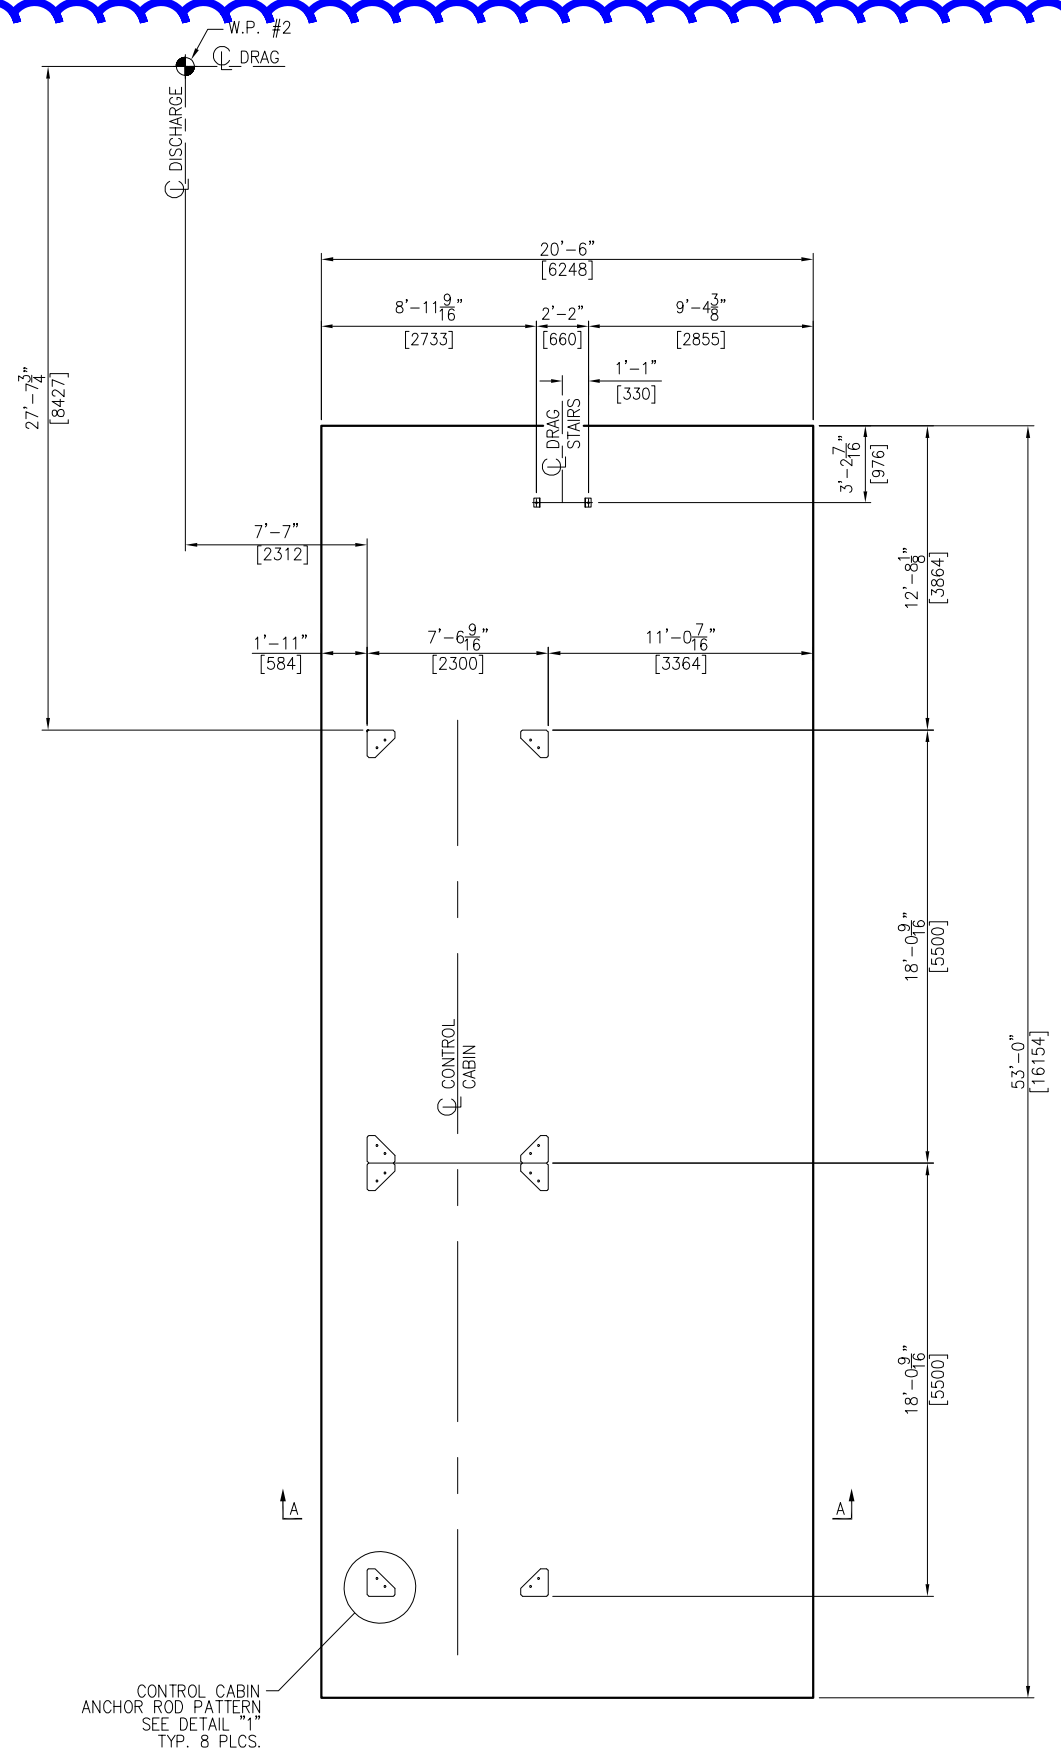 W.P. #2
℄ DRAG
℄ DISCHARGE
20'-6"
[6248]
8'-11 9/16"
[2733]
2'-2"
[660]
9'-4 3/8"
[2855]
1'-1"
[330]
27'-7 3/4"
[8427]
℄ DRAG
STAIRS
3'-2 7/16"
[976]
7'-7"
[2312]
12'-8 1/8"
[3864]
1'-11"
[584]
7'-6 9/16"
[2300]
11'-0 7/16"
[3364]
18'-0 9/16"
[5500]
℄ CONTROL
CABIN
53'-0"
[16154]
18'-0 9/16"
[5500]
A
A
CONTROL CABIN
ANCHOR ROD PATTERN
SEE DETAIL "1"
TYP. 8 PLCS.